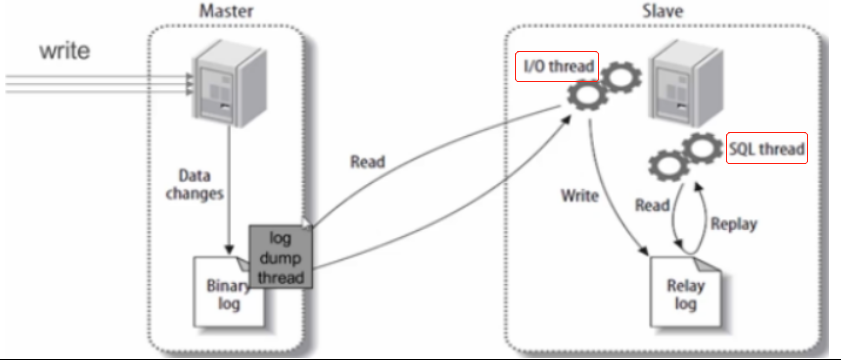 Master
Slave
write
I/O thread
SQL thread
Data
changes
Read
Write
Read
Replay
log
dump
thread
Binary
log
Relay
log